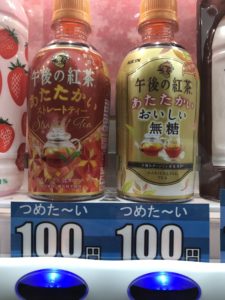 午後の紅茶
あたたかい
ストレートティー
午後の紅茶
あたたかい
おいしい
無糖
つめた〜い
100円
つめた〜い
100円